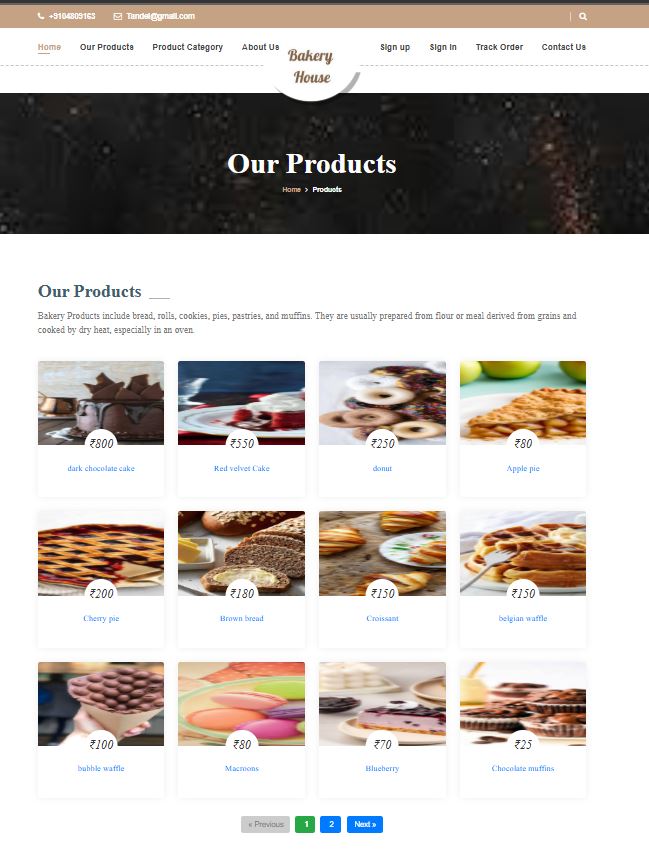 +9104809163 Tandel@gmail.com
Home Our Products Product Category About Us Sign up Sign In Track Order Contact Us
Bakery
House
Our Products
Home > Products
Our Products
Bakery Products include bread, rolls, cookies, pies, pastries, and muffins. They are usually prepared from flour or meal derived from grains and
cooked by dry heat, especially in an oven.
₹800 ₹550 ₹250 ₹80
dark chocolate cake Red velvet Cake donut Apple pie
₹200 ₹180 ₹150 ₹150
Cherry pie Brown bread Croissant belgian waffle
₹100 ₹80 ₹70 ₹25
bubble waffle Macroons Blueberry Chocolate muffins
« Previous 1 2 Next »